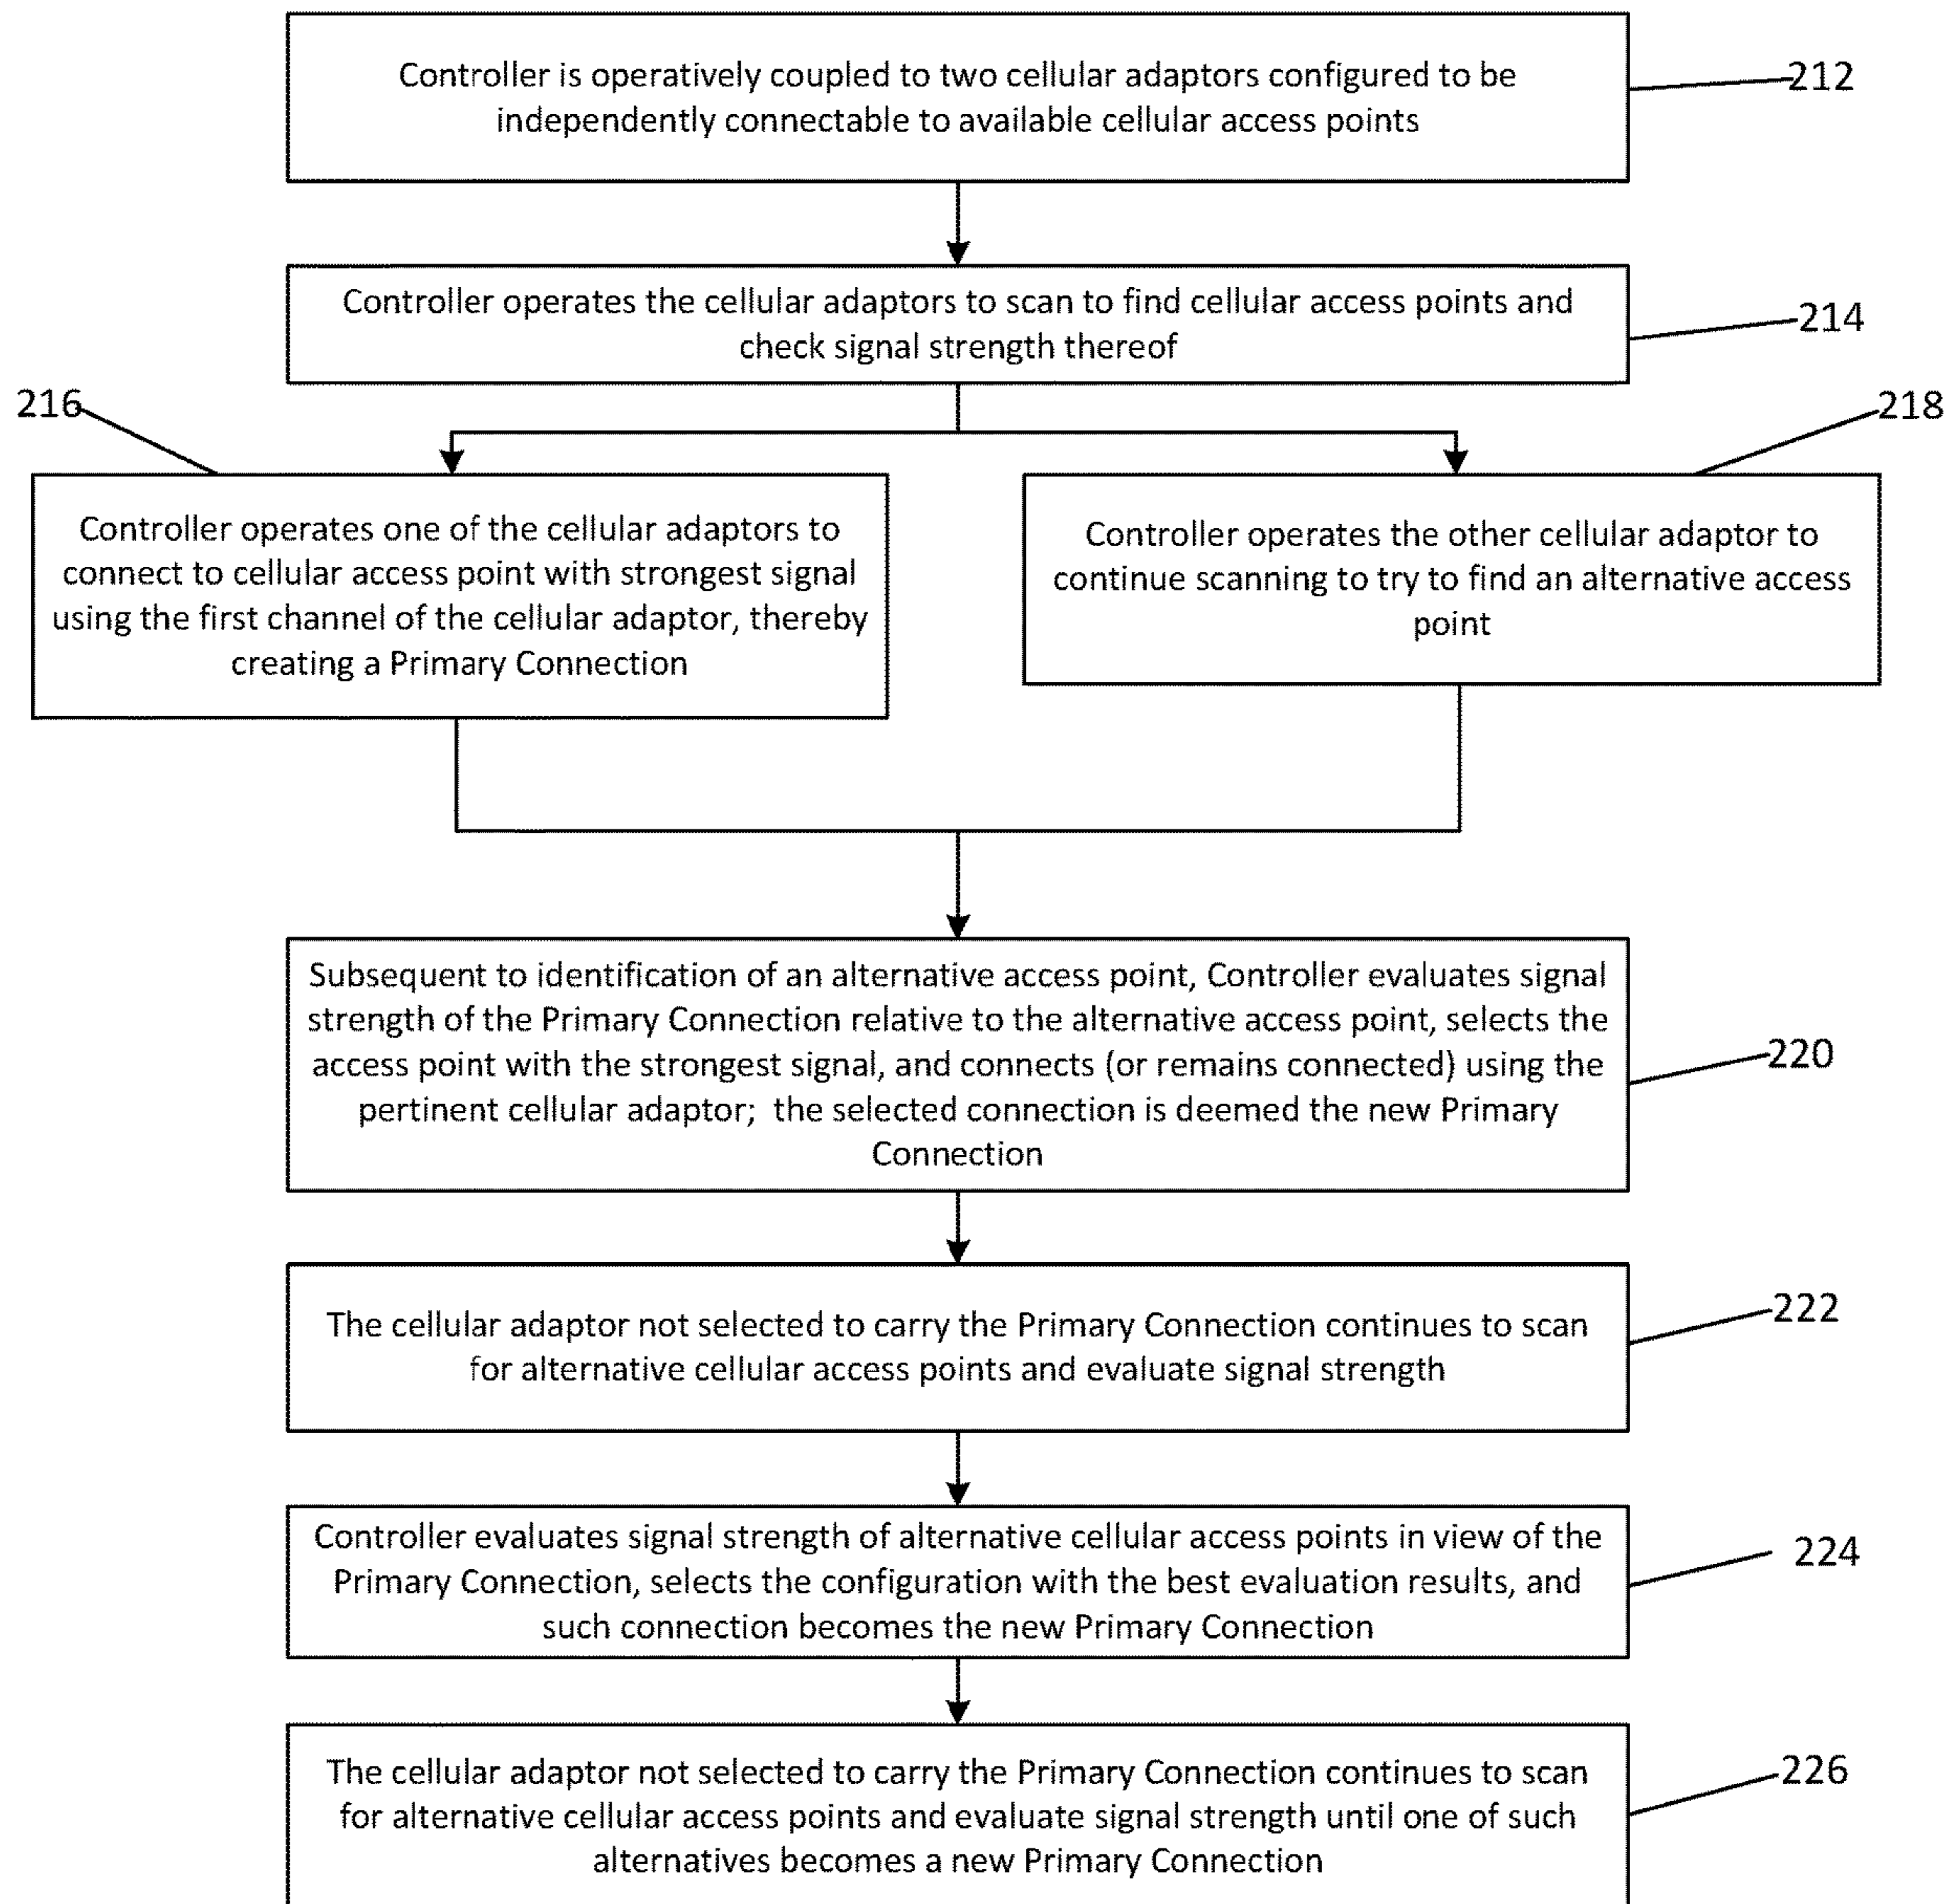 Controller is operatively coupled to two cellular adaptors configured to be
independently connectable to available cellular access points
212
Controller operates the cellular adaptors to scan to find cellular access points and
check signal strength thereof
214
216
218
Controller operates one of the cellular adaptors to
connect to cellular access point with strongest signal
using the first channel of the cellular adaptor, thereby
creating a Primary Connection
Controller operates the other cellular adaptor to
continue scanning to try to find an alternative access
point
Subsequent to identification of an alternative access point, Controller evaluates signal
strength of the Primary Connection relative to the alternative access point, selects the
access point with the strongest signal, and connects (or remains connected) using the
pertinent cellular adaptor; the selected connection is deemed the new Primary
Connection
220
The cellular adaptor not selected to carry the Primary Connection continues to scan
for alternative cellular access points and evaluate signal strength
222
Controller evaluates signal strength of alternative cellular access points in view of the
Primary Connection, selects the configuration with the best evaluation results, and
such connection becomes the new Primary Connection
224
The cellular adaptor not selected to carry the Primary Connection continues to scan
for alternative cellular access points and evaluate signal strength until one of such
alternatives becomes a new Primary Connection
226